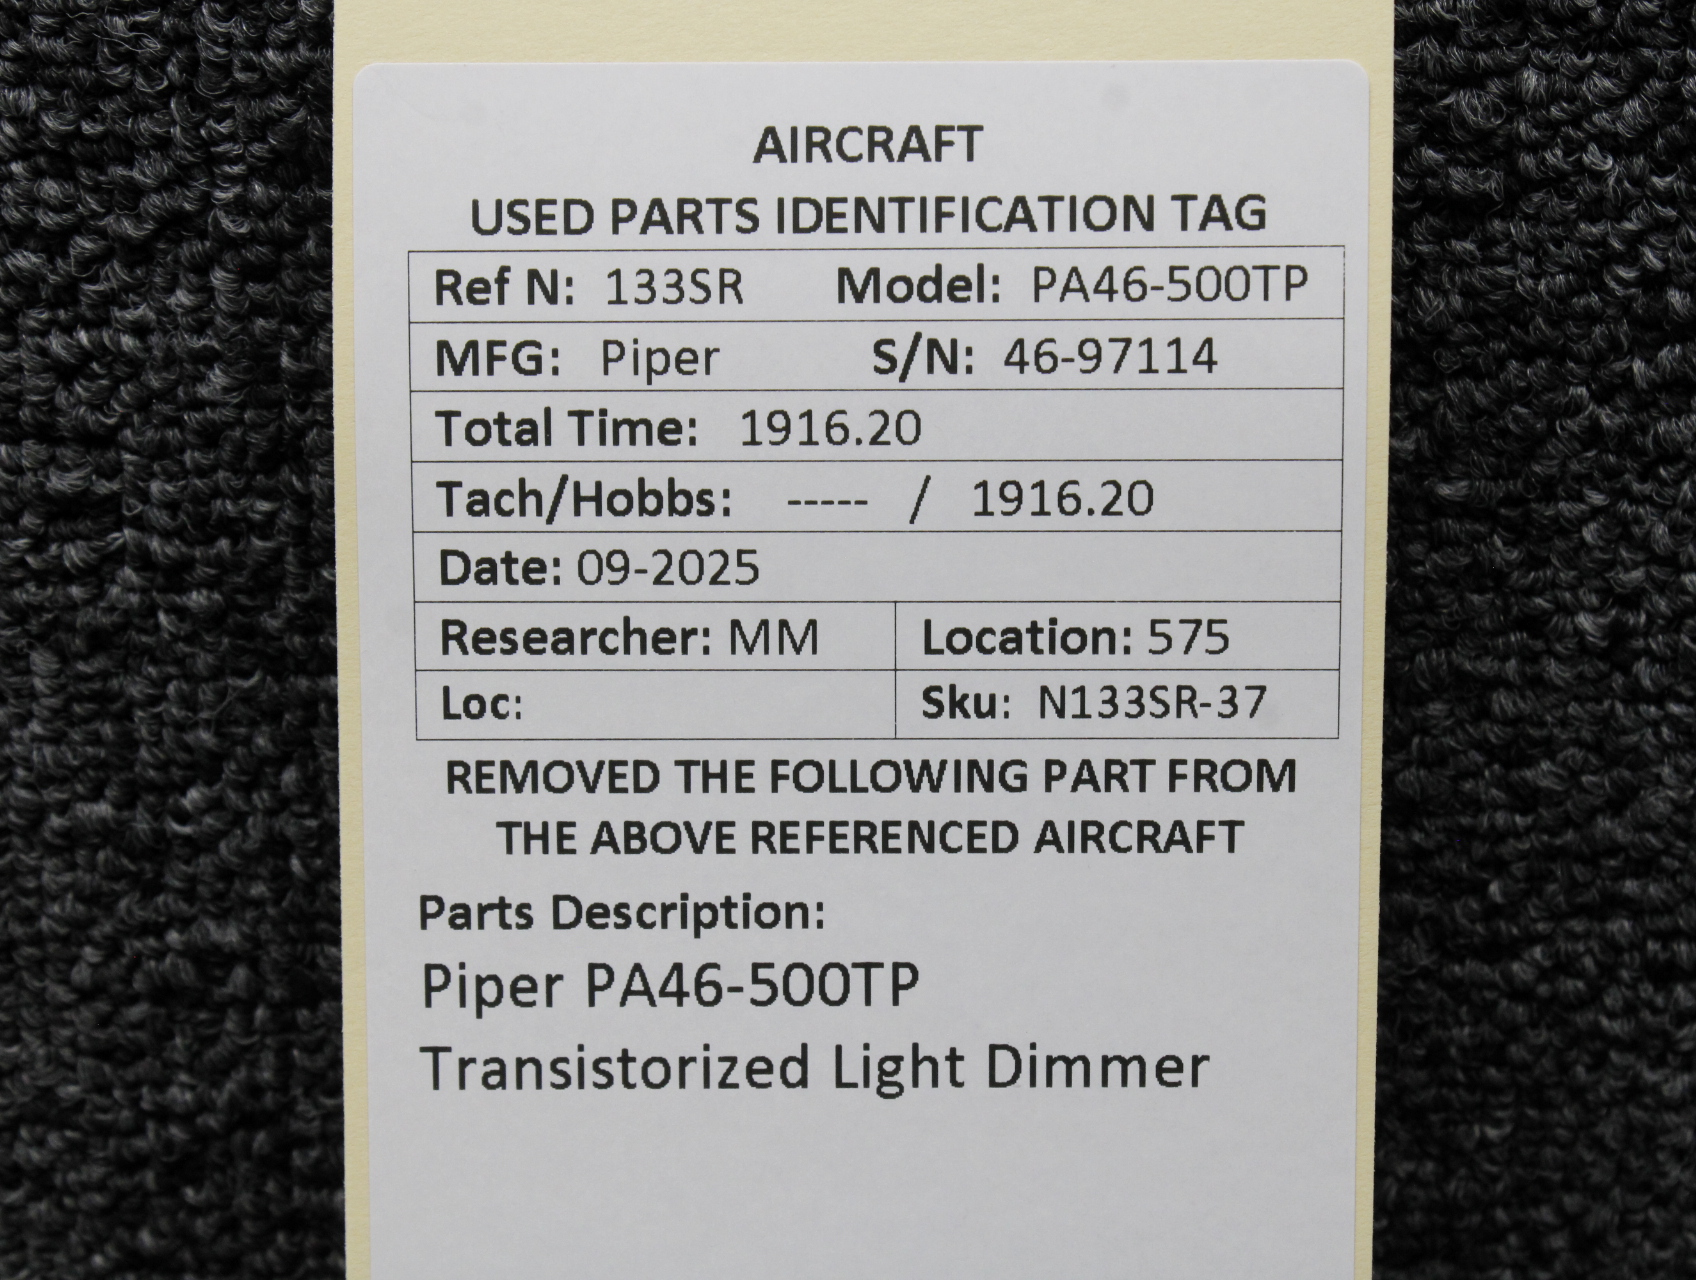 AIRCRAFT
USED PARTS IDENTIFICATION TAG
Ref N: 133SR Model: PA46-500TP
MFG: Piper S/N: 46-97114
Total Time: 1916.20
Tach/Hobbs: ----- / 1916.20
Date: 09-2025
Researcher: MM Location: 575
Loc: Sku: N133SR-37
REMOVED THE FOLLOWING PART FROM
THE ABOVE REFERENCED AIRCRAFT
Parts Description:
Piper PA46-500TP
Transistorized Light Dimmer